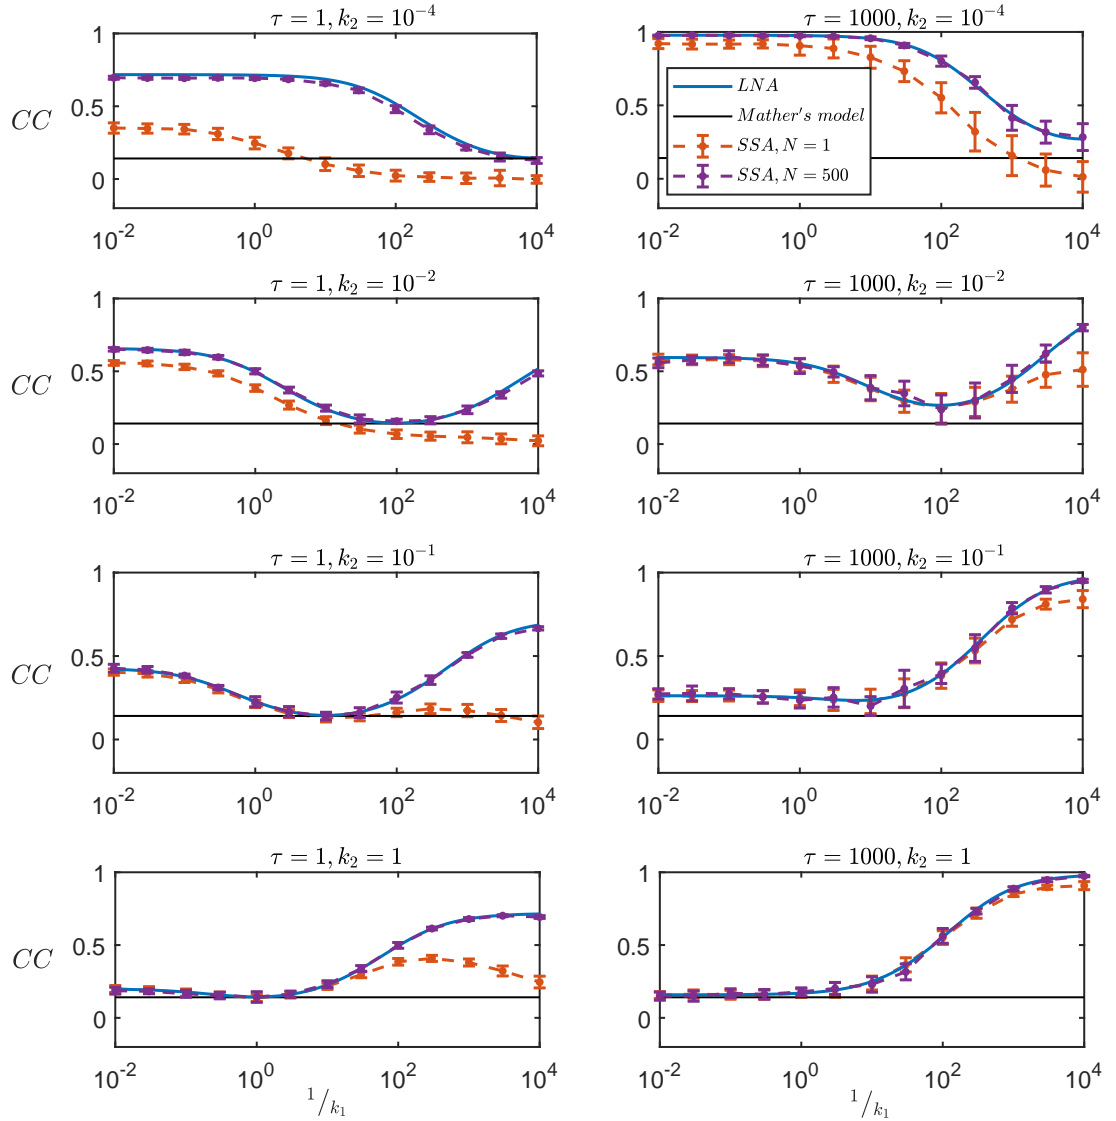 τ = 1, k₂ = 10⁻⁴
1
0.5
0
CC
10⁻² 10⁰ 10² 10⁴
τ = 1000, k₂ = 10⁻⁴
1
0.5
0
LNA
Mather's model
SSA, N = 1
SSA, N = 500
10⁻² 10⁰ 10² 10⁴
τ = 1, k₂ = 10⁻²
1
0.5
0
CC
10⁻² 10⁰ 10² 10⁴
τ = 1000, k₂ = 10⁻²
1
0.5
0
10⁻² 10⁰ 10² 10⁴
τ = 1, k₂ = 10⁻¹
1
0.5
0
CC
10⁻² 10⁰ 10² 10⁴
τ = 1000, k₂ = 10⁻¹
1
0.5
0
10⁻² 10⁰ 10² 10⁴
τ = 1, k₂ = 1
1
0.5
0
CC
10⁻² 10⁰ 10² 10⁴
1/k₁
τ = 1000, k₂ = 1
1
0.5
0
10⁻² 10⁰ 10² 10⁴
1/k₁